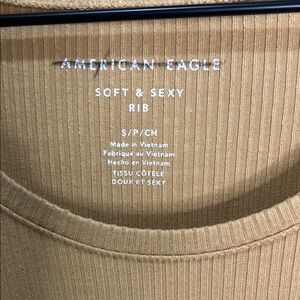 AMERICAN EAGLE
SOFT & SEXY
RIB
S/P/CH
Made in Vietnam
Fabriqué au Vietnam
Hecho en Vietnam
TISSU CÔTELÉ
DOUX ET SEXY